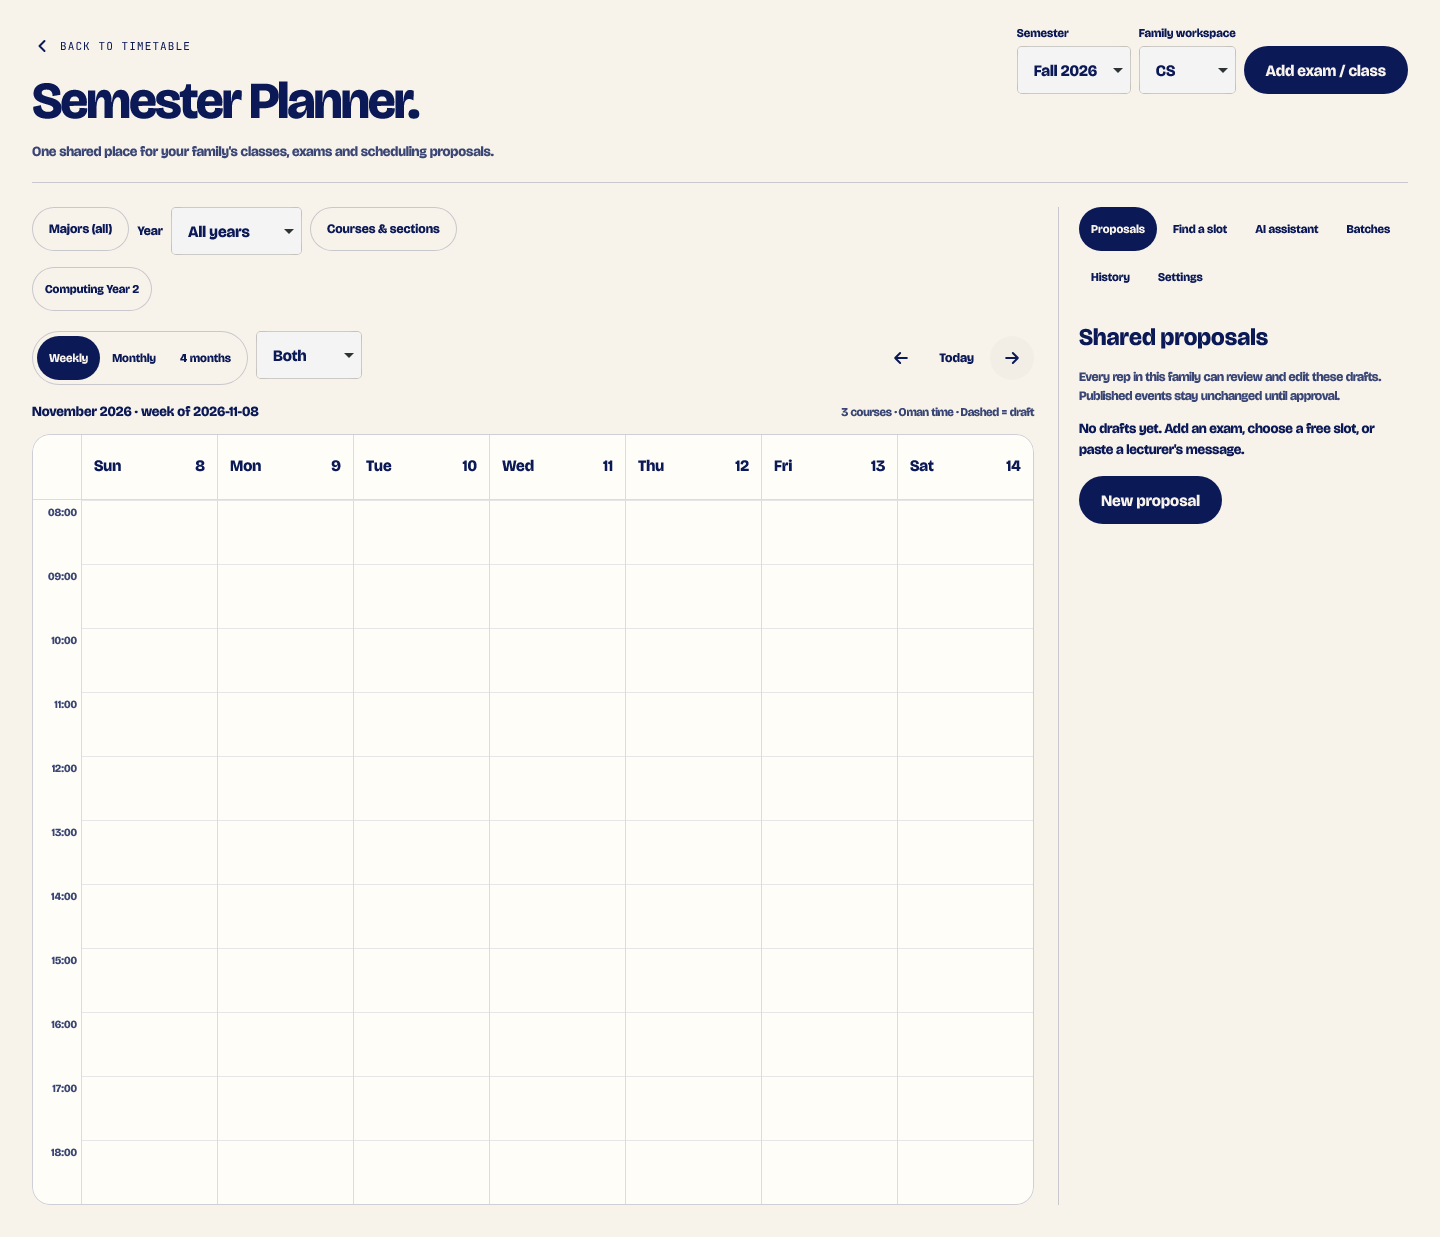 BACK TO TIMETABLE
Semester Planner.
One shared place for your family's classes, exams and scheduling proposals.
Semester
Fall 2026
Family workspace
CS
Add exam / class
Majors (all)
Year
All years
Courses & sections
Computing Year 2
Weekly
Monthly
4 months
Both
Today
November 2026 · week of 2026-11-08
3 courses · Oman time · Dashed = draft
Sun 8
Mon 9
Tue 10
Wed 11
Thu 12
Fri 13
Sat 14
08:00
09:00
10:00
11:00
12:00
13:00
14:00
15:00
16:00
17:00
18:00
Proposals
Find a slot
AI assistant
Batches
History
Settings
Shared proposals
Every rep in this family can review and edit these drafts.
Published events stay unchanged until approval.
No drafts yet. Add an exam, choose a free slot, or
paste a lecturer's message.
New proposal